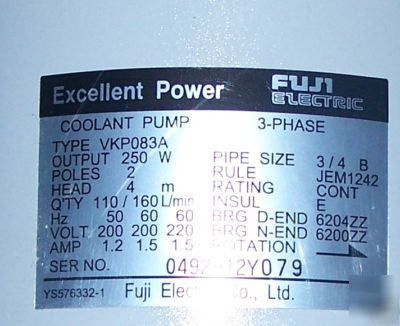 Excellent Power FUJI ELECTRIC
COOLANT PUMP 3-PHASE
TYPE VKP083A
OUTPUT 250 W PIPE SIZE 3/4 B
POLES 2 RULE JEM1242
HEAD 4 m RATING CONT
Q'TY 110/160 L/min INSUL E
Hz 50 60 60 BRG D-END 6204ZZ
VOLT 200 200 220 BRG N-END 6200ZZ
AMP 1.2 1.5 1.5 ROTATION →
SER NO. 0492 12Y079
YS576332-1 Fuji Co., Ltd.